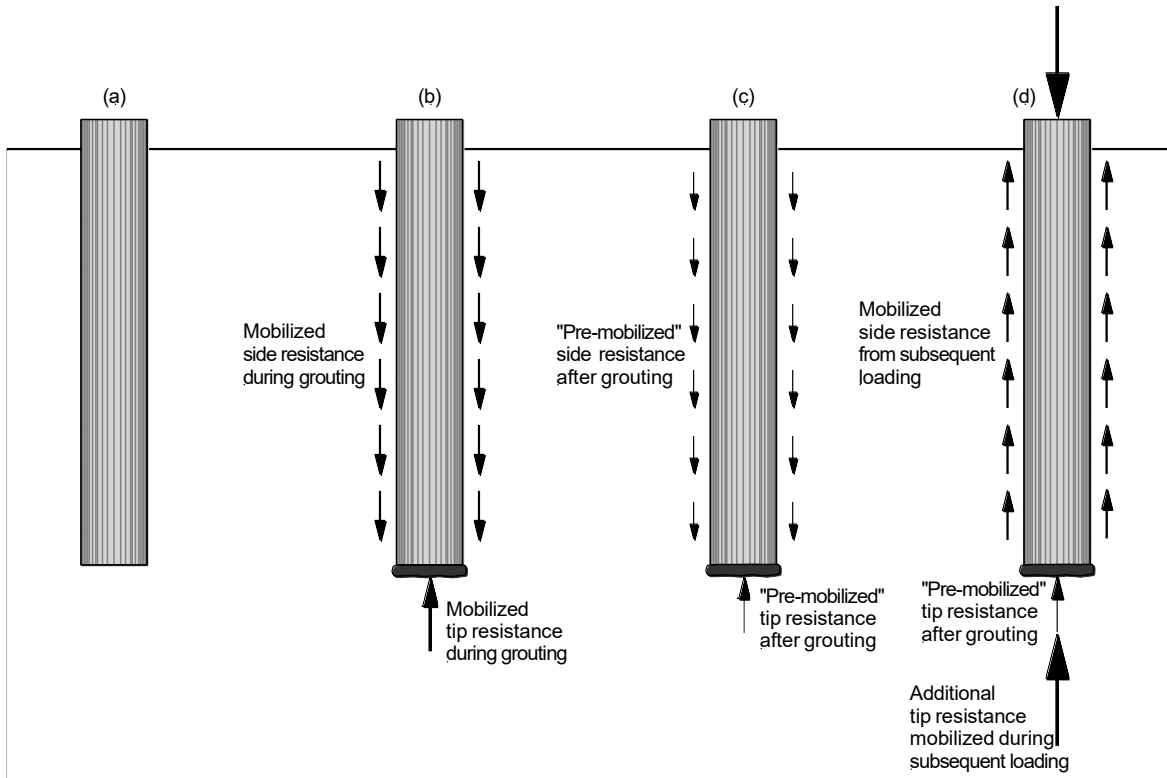 (a)
(b)
(c)
(d)
Mobilized
side resistance
during grouting
"Pre-mobilized"
side resistance
after grouting
Mobilized
side resistance
from subsequent
loading
Mobilized
tip resistance
during grouting
"Pre-mobilized"
tip resistance
after grouting
"Pre-mobilized"
tip resistance
after grouting
Additional
tip resistance
mobilized during
subsequent loading